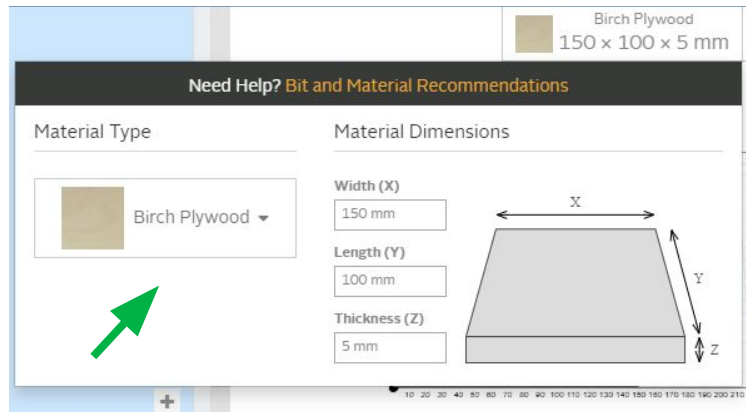 Birch Plywood
150 × 100 × 5 mm
Need Help? Bit and Material Recommendations
Material Type
Material Dimensions
Birch Plywood
Width (X)
150 mm
Length (Y)
100 mm
Thickness (Z)
5 mm
X
Y
Z
+
10 20 30 40 50 60 70 80 90 100 110 120 130 140 150 160 170 180 190 200 210